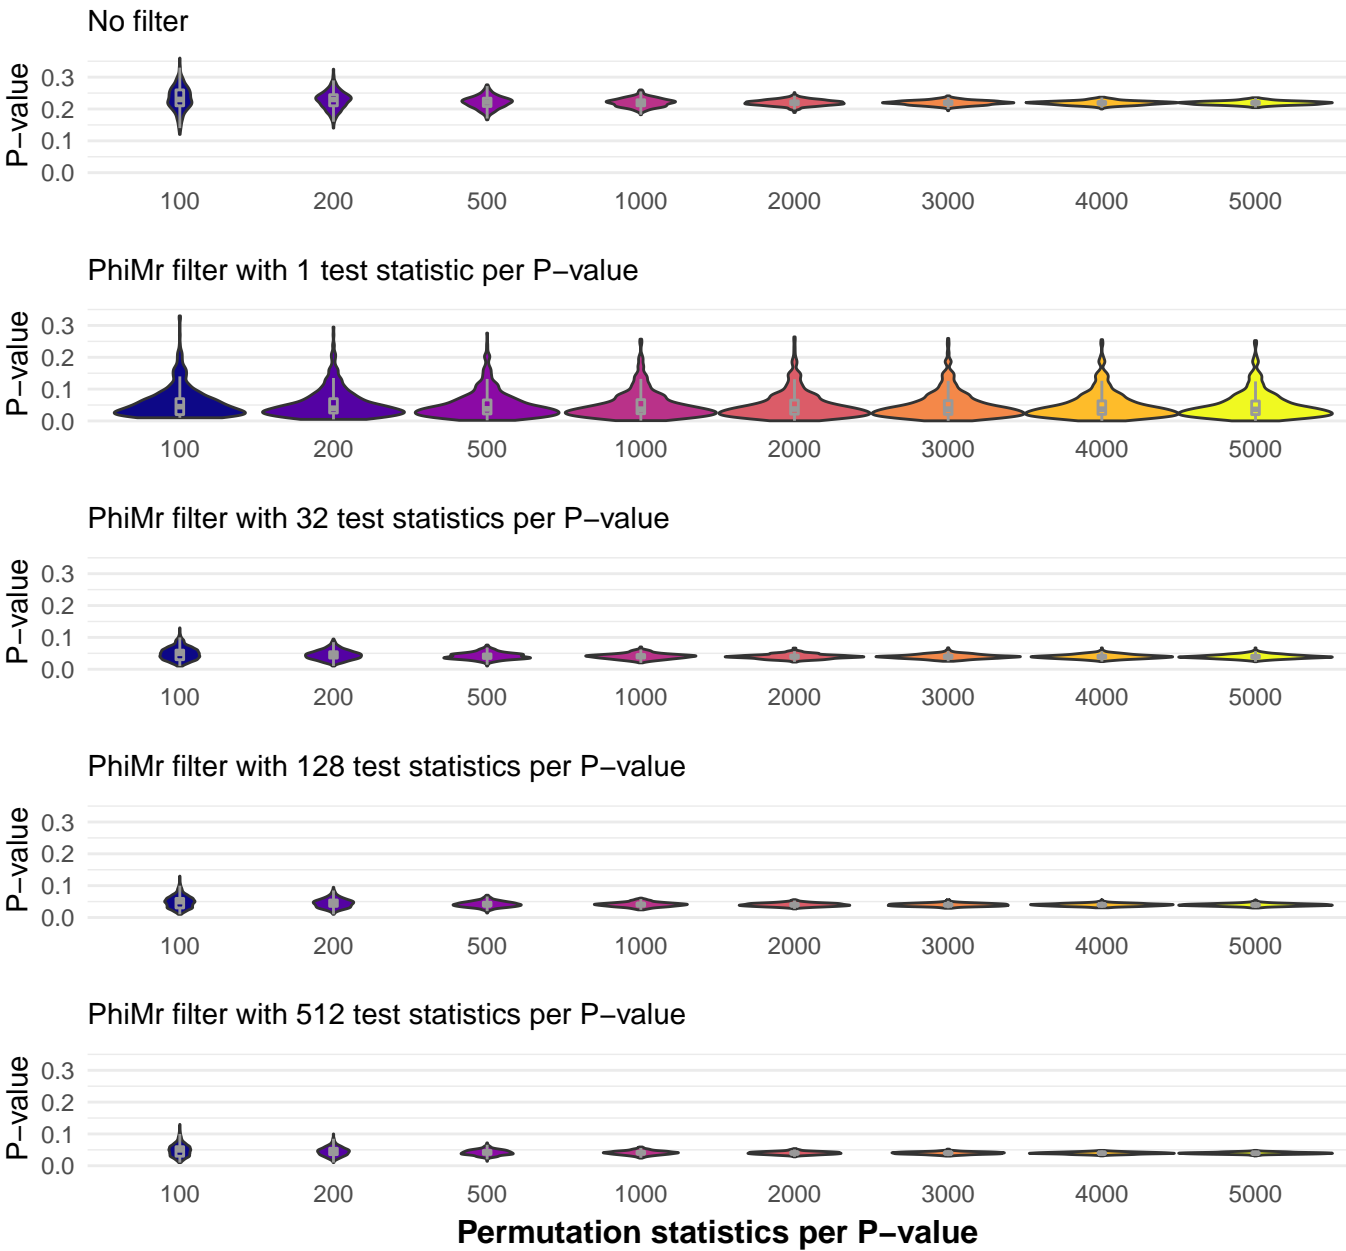 No filter
P−value
0.3
0.2
0.1
0.0
100 200 500 1000 2000 3000 4000 5000
PhiMr filter with 1 test statistic per P−value
P−value
0.3
0.2
0.1
0.0
100 200 500 1000 2000 3000 4000 5000
PhiMr filter with 32 test statistics per P−value
P−value
0.3
0.2
0.1
0.0
100 200 500 1000 2000 3000 4000 5000
PhiMr filter with 128 test statistics per P−value
P−value
0.3
0.2
0.1
0.0
100 200 500 1000 2000 3000 4000 5000
PhiMr filter with 512 test statistics per P−value
P−value
0.3
0.2
0.1
0.0
100 200 500 1000 2000 3000 4000 5000
Permutation statistics per P−value